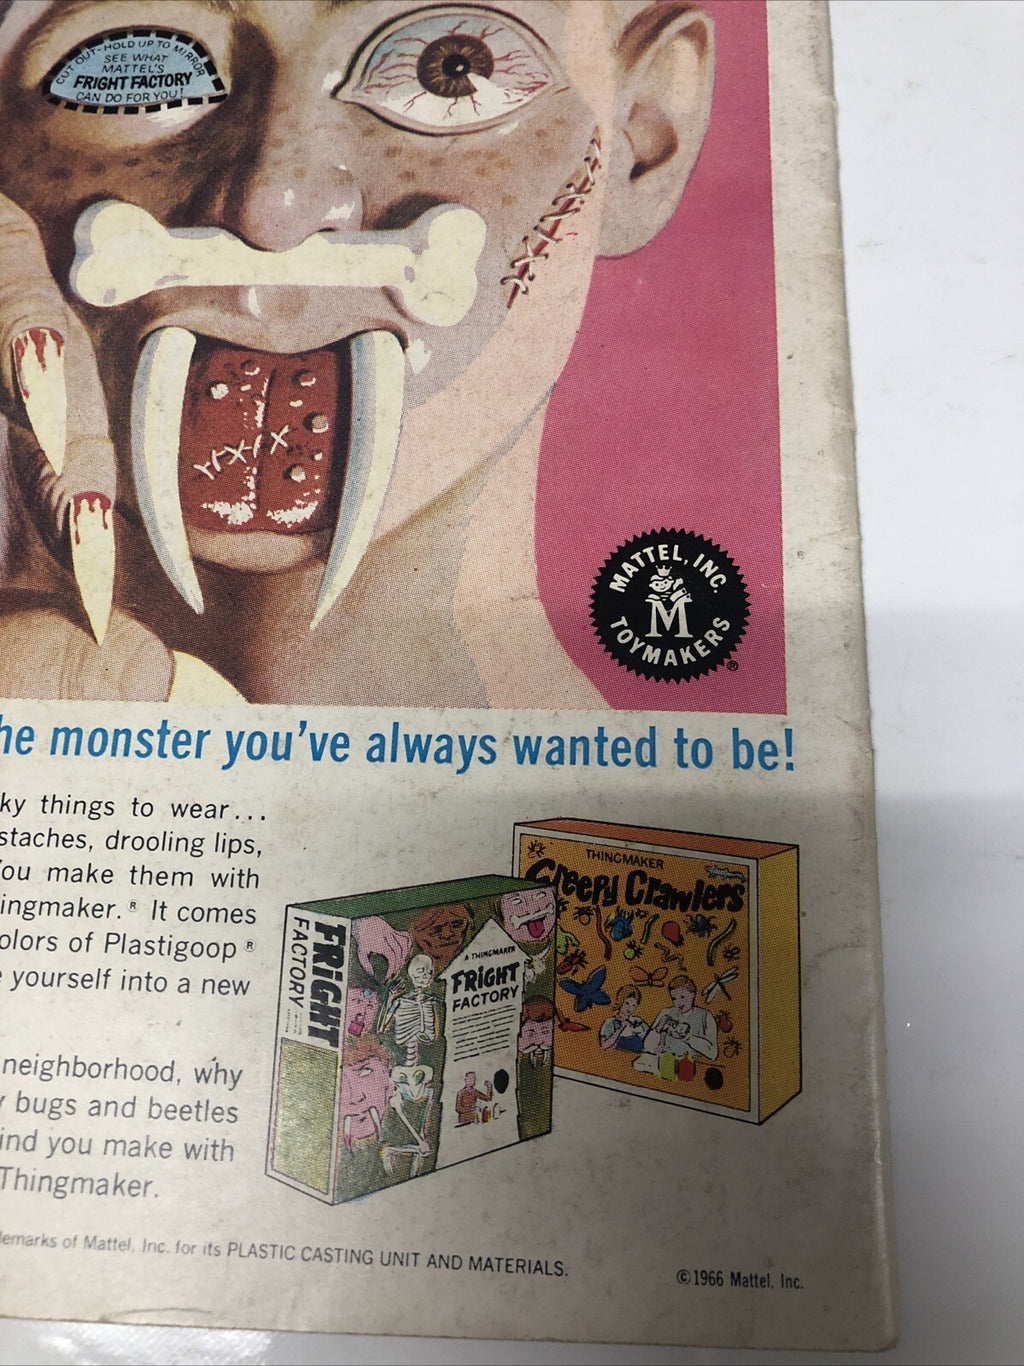 CUT OUT-HOLD UP TO MIRROR
SEE WHAT
MATTEL'S
FRIGHT FACTORY
CAN DO FOR YOU!
MATTEL, INC.
M
TOYMAKERS
®
he monster you've always wanted to be!
ky things to wear...
staches, drooling lips,
You make them with
ingmaker.® It comes
olors of Plastigoop®
e yourself into a new
neighborhood, why
y bugs and beetles
ind you make with
Thingmaker.
THINGMAKER
Creepy Crawlers
FRIGHT
FACTORY
A THINGMAKER
FRIGHT
FACTORY
emarks of Mattel, Inc. for its PLASTIC CASTING UNIT AND MATERIALS.
©1966 Mattel, Inc.